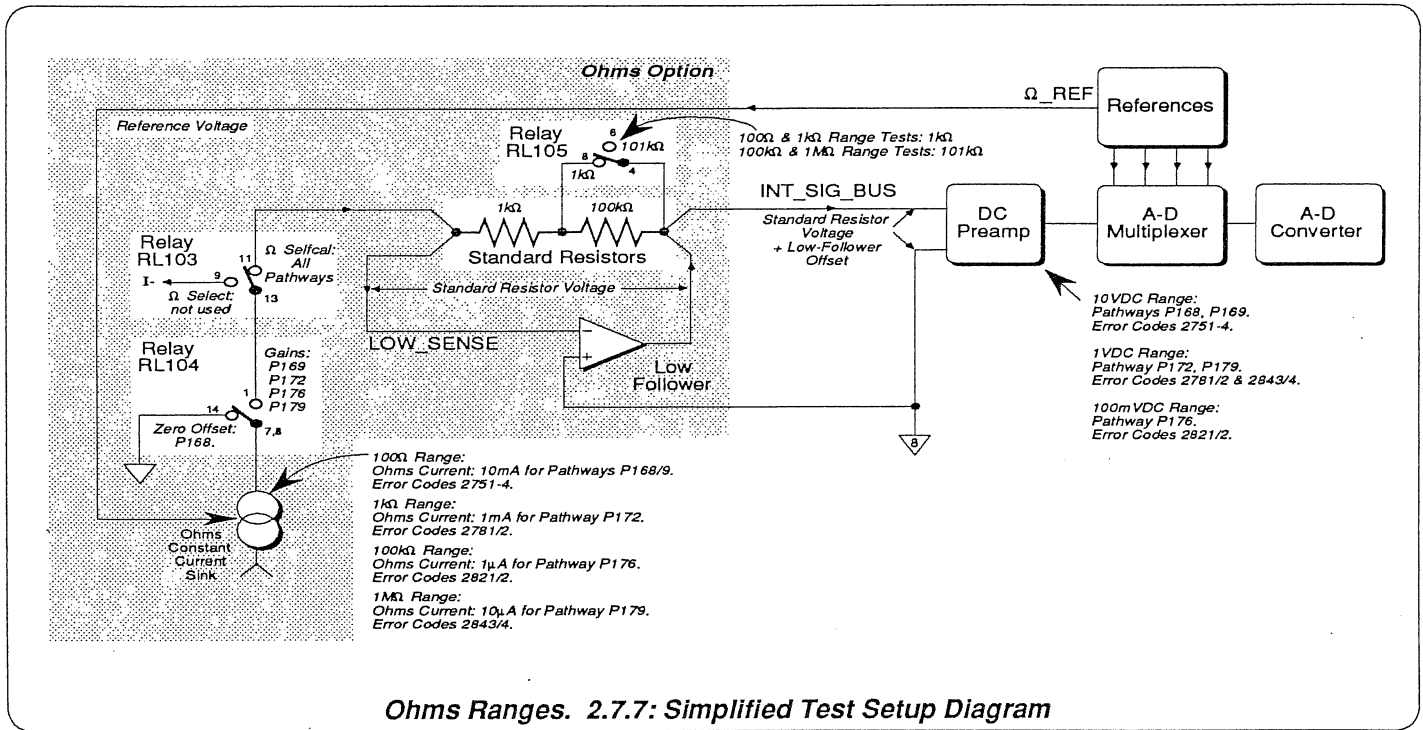 Ohms Option
Ω_REF
References
Reference Voltage
Relay
RL105
6
101kΩ
8
1kΩ
4
100Ω & 1kΩ Range Tests: 1kΩ
100kΩ & 1MΩ Range Tests: 101kΩ
INT_SIG_BUS
Standard Resistor
Voltage
+ Low-Follower
Offset
DC
Preamp
A-D
Multiplexer
A-D
Converter
1kΩ
100kΩ
Standard Resistors
Standard Resistor Voltage
Relay
RL103
11
Ω Selfcal:
All
Pathways
I-
9
Ω Select:
not used
13
LOW_SENSE
−
+
Low
Follower
Relay
RL104
Gains:
P169
P172
P176
P179
1
14
7,8
Zero Offset:
P168.
8
10VDC Range:
Pathways P168, P169.
Error Codes 2751-4.
1VDC Range:
Pathway P172, P179.
Error Codes 2781/2 & 2843/4.
100mVDC Range:
Pathway P176.
Error Codes 2821/2.
Ohms
Constant
Current
Sink
100Ω Range:
Ohms Current: 10mA for Pathways P168/9.
Error Codes 2751-4.
1kΩ Range:
Ohms Current: 1mA for Pathway P172.
Error Codes 2781/2.
100kΩ Range:
Ohms Current: 1µA for Pathway P176.
Error Codes 2821/2.
1MΩ Range:
Ohms Current: 10µA for Pathway P179.
Error Codes 2843/4.
Ohms Ranges. 2.7.7: Simplified Test Setup Diagram